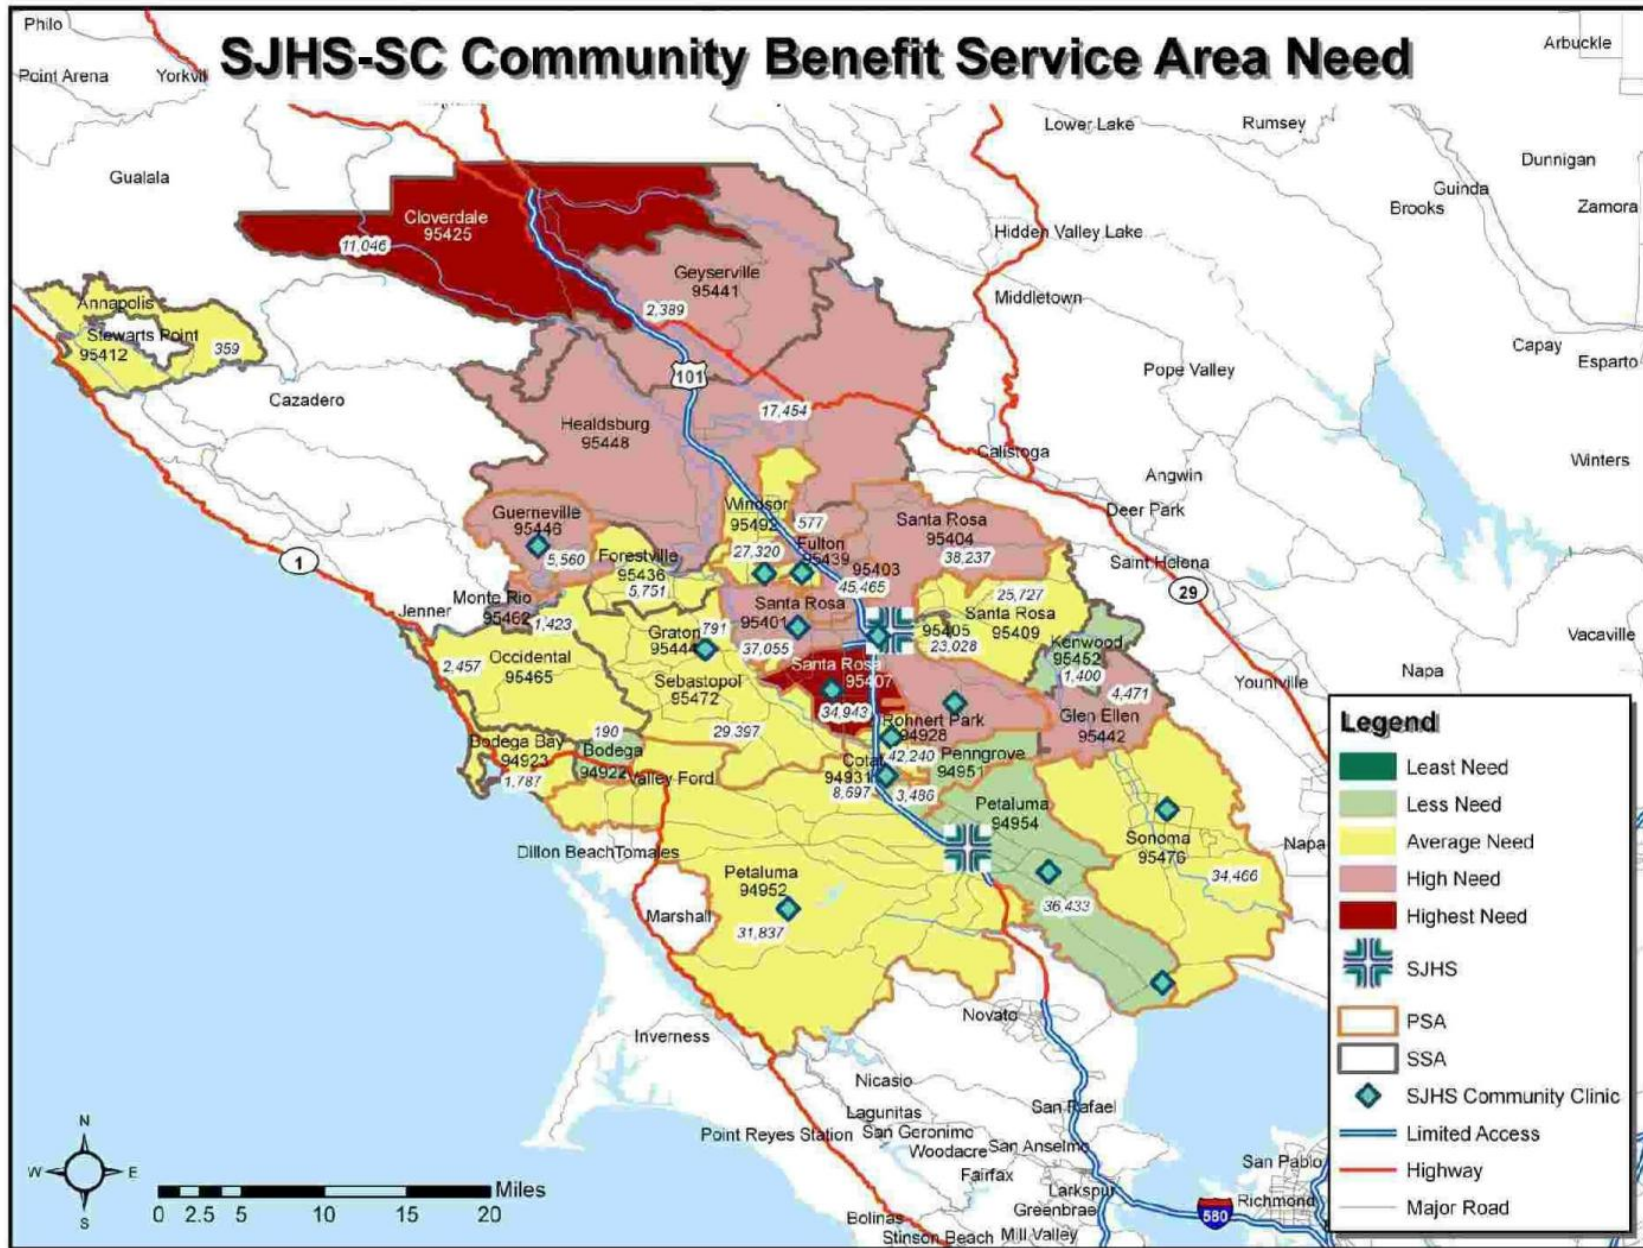 Philo
Arbuckle
SJHS-SC Community Benefit Service Area Need
Point Arena
Lower Lake
Rumsey
Dunnigan
Gualala
Guinda
Brooks
Zamora
Cloverdale
95425
11,046
Hidden Valley Lake
Geyserville
95441
Middletown
Annapolis
2,389
Stewarts Point
95412
359
Capay
Esparto
Pope Valley
101
Cazadero
17,454
Healdsburg
95448
Calistoga
Winters
Angwin
Windsor
95492
Guerneville
95446
577
Santa Rosa
95404
Deer Park
Fulton
95439
27,320
5,560
Forestville
95436
5,751
38,237
95403
45,465
Saint Helena
1
29
25,727
Monte Rio
95462
1,423
Jenner
Santa Rosa
95401
Santa Rosa
95409
95405
23,028
Graton
95444
791
37,055
Kenwood
95452
1,400
Vacaville
2,457
Occidental
95465
Santa Rosa
95407
34,943
Napa
Sebastopol
95472
Yountville
4,471
Glen Ellen
95442
190
29,397
Rohnert Park
94928
42,240
Bodega Bay
94923
1,787
Bodega
94922
Valley Ford
Penngrove
94951
Cotati
94931
8,697
3,486
Petaluma
94954
Sonoma
95476
34,466
Napa
Dillon Beach
Tomales
Petaluma
94952
31,837
Marshall
36,433
Novato
Inverness
Nicasio
Lagunitas
San Rafael
Point Reyes Station
San Geronimo
Woodacre
San Anselmo
Fairfax
San Pablo
Larkspur
Greenbrae
Richmond
580
Bolinas
Stinson Beach
Mill Valley
N
W
E
S
Miles
0 2.5 5 10 15 20
Legend
Least Need
Less Need
Average Need
High Need
Highest Need
SJHS
PSA
SSA
SJHS Community Clinic
Limited Access
Highway
Major Road